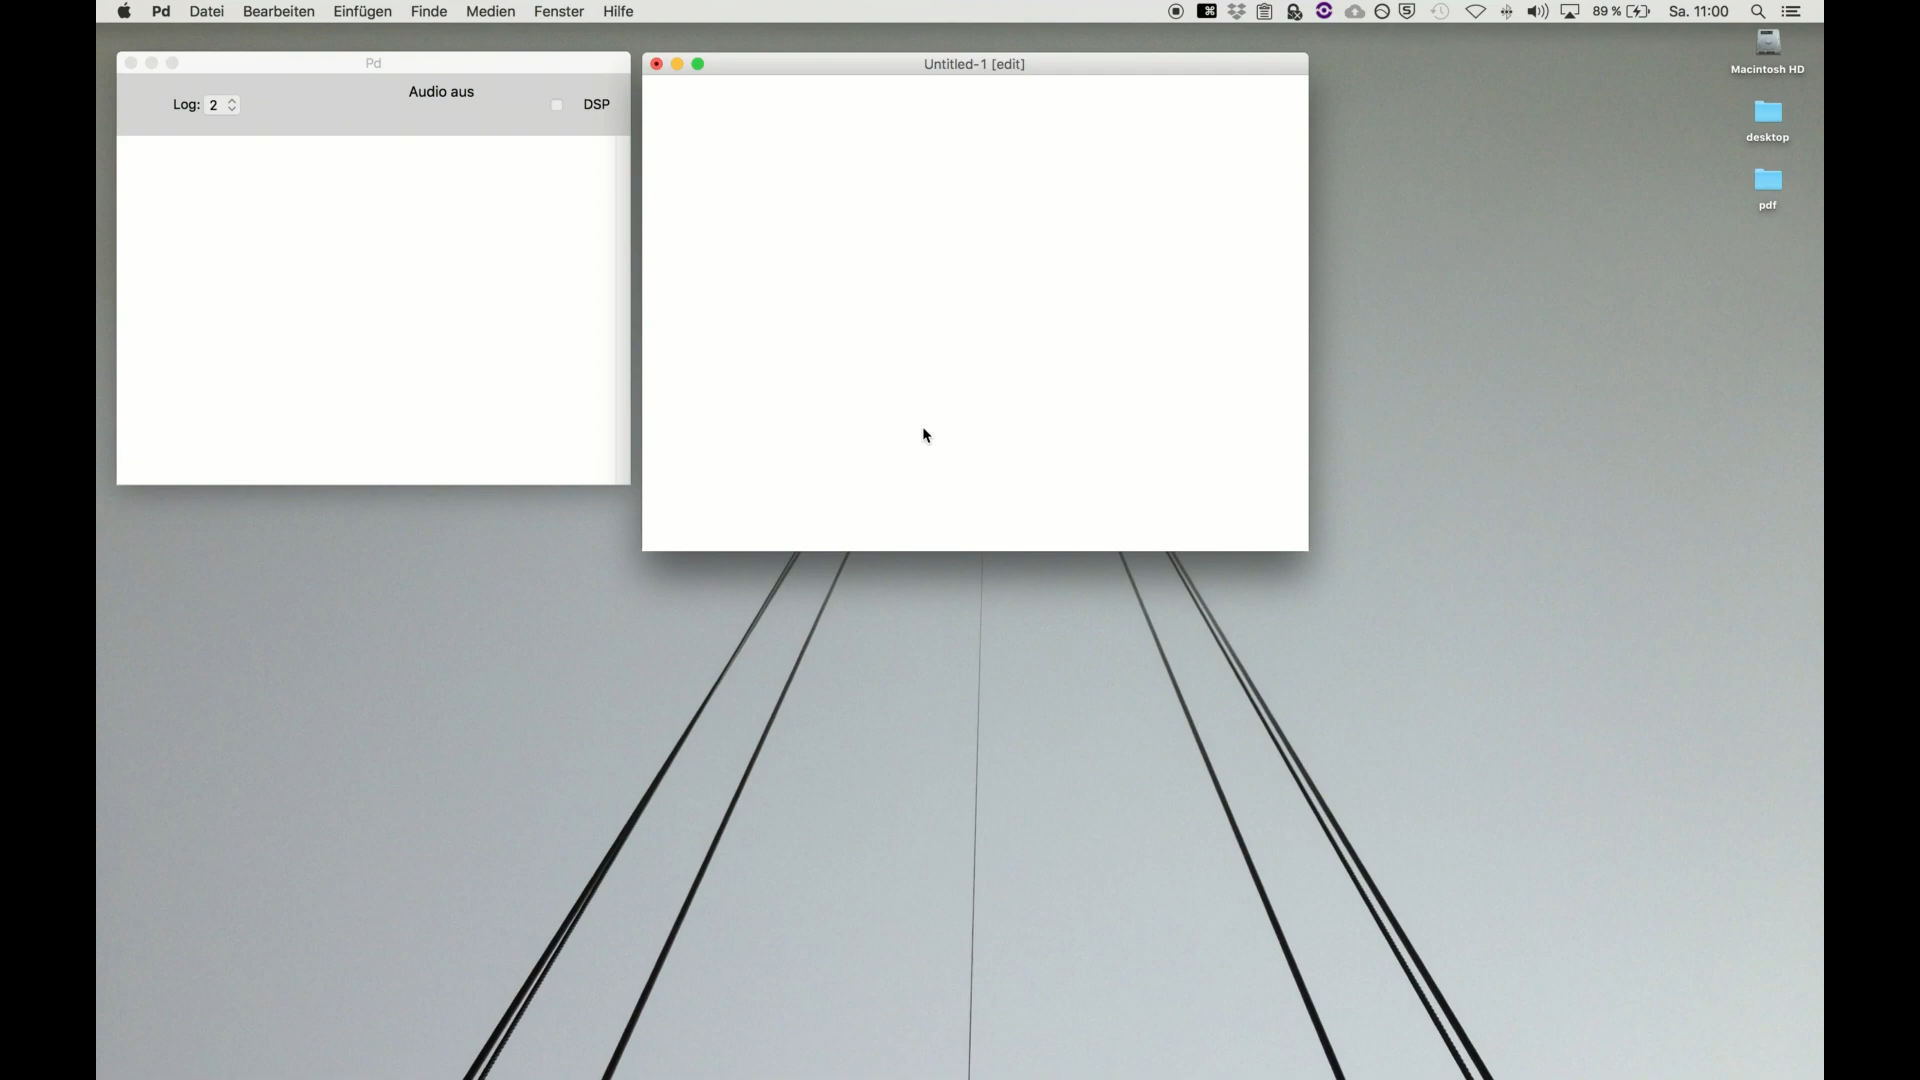 Pd Datei Bearbeiten Einfügen Finde Medien Fenster Hilfe 89 % Sa. 11:00
Macintosh HD
desktop
pdf
Pd
Log: 2 Audio aus DSP
Untitled-1 [edit]